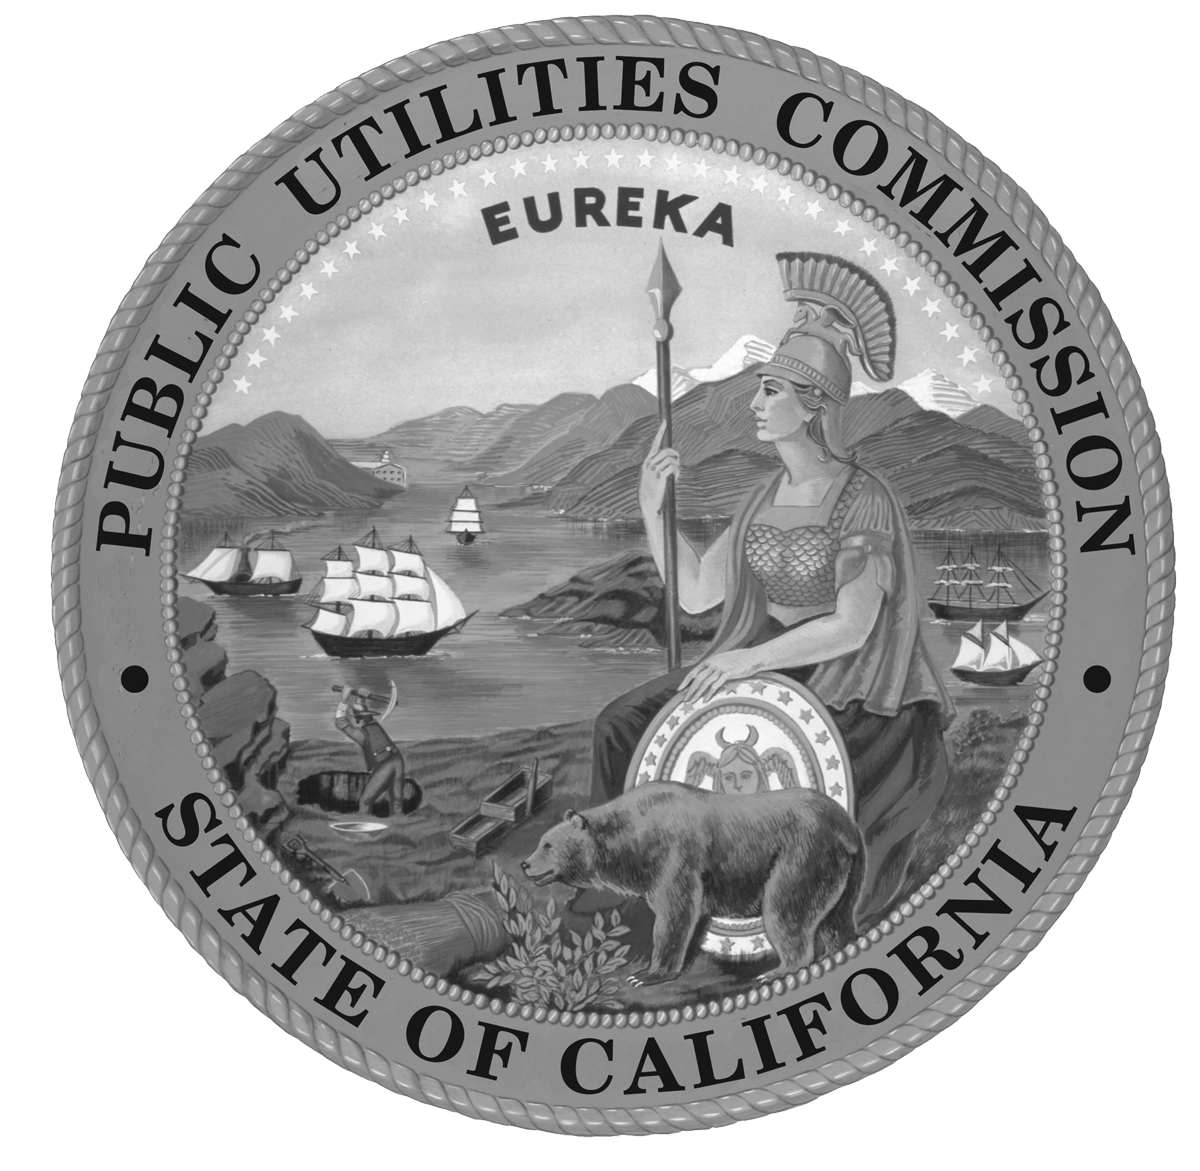 PUBLIC UTILITIES COMMISSION
EUREKA
STATE OF CALIFORNIA